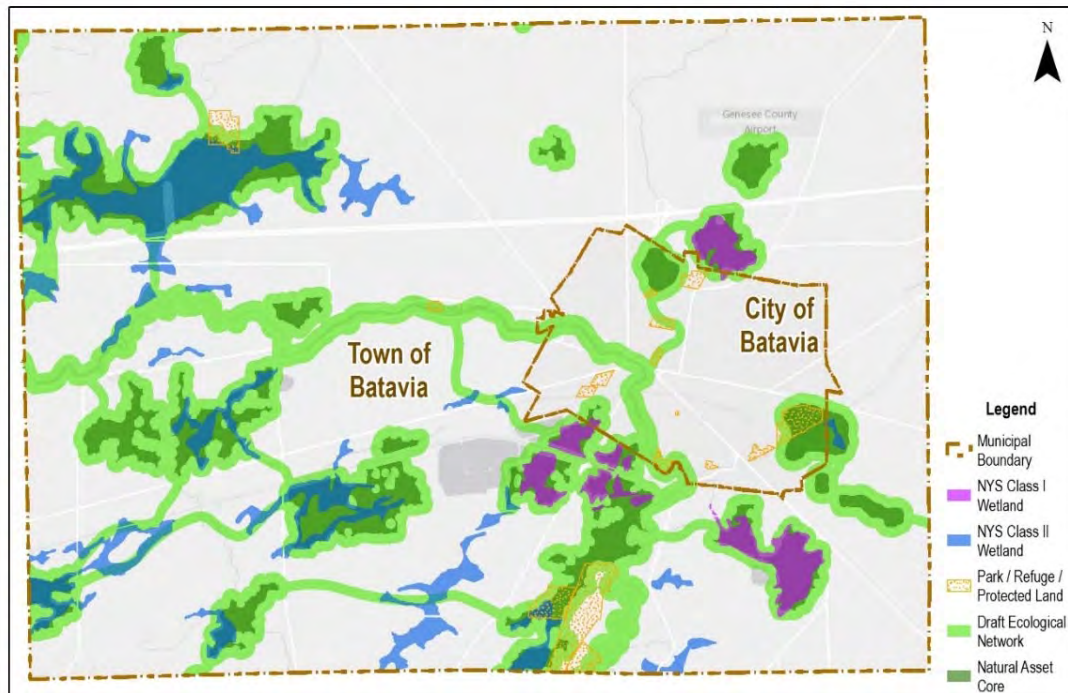 N
Genesee County
Airport
City of
Batavia
Town of
Batavia
Legend
Municipal
Boundary
NYS Class I
Wetland
NYS Class II
Wetland
Park / Refuge /
Protected Land
Draft Ecological
Network
Natural Asset
Core